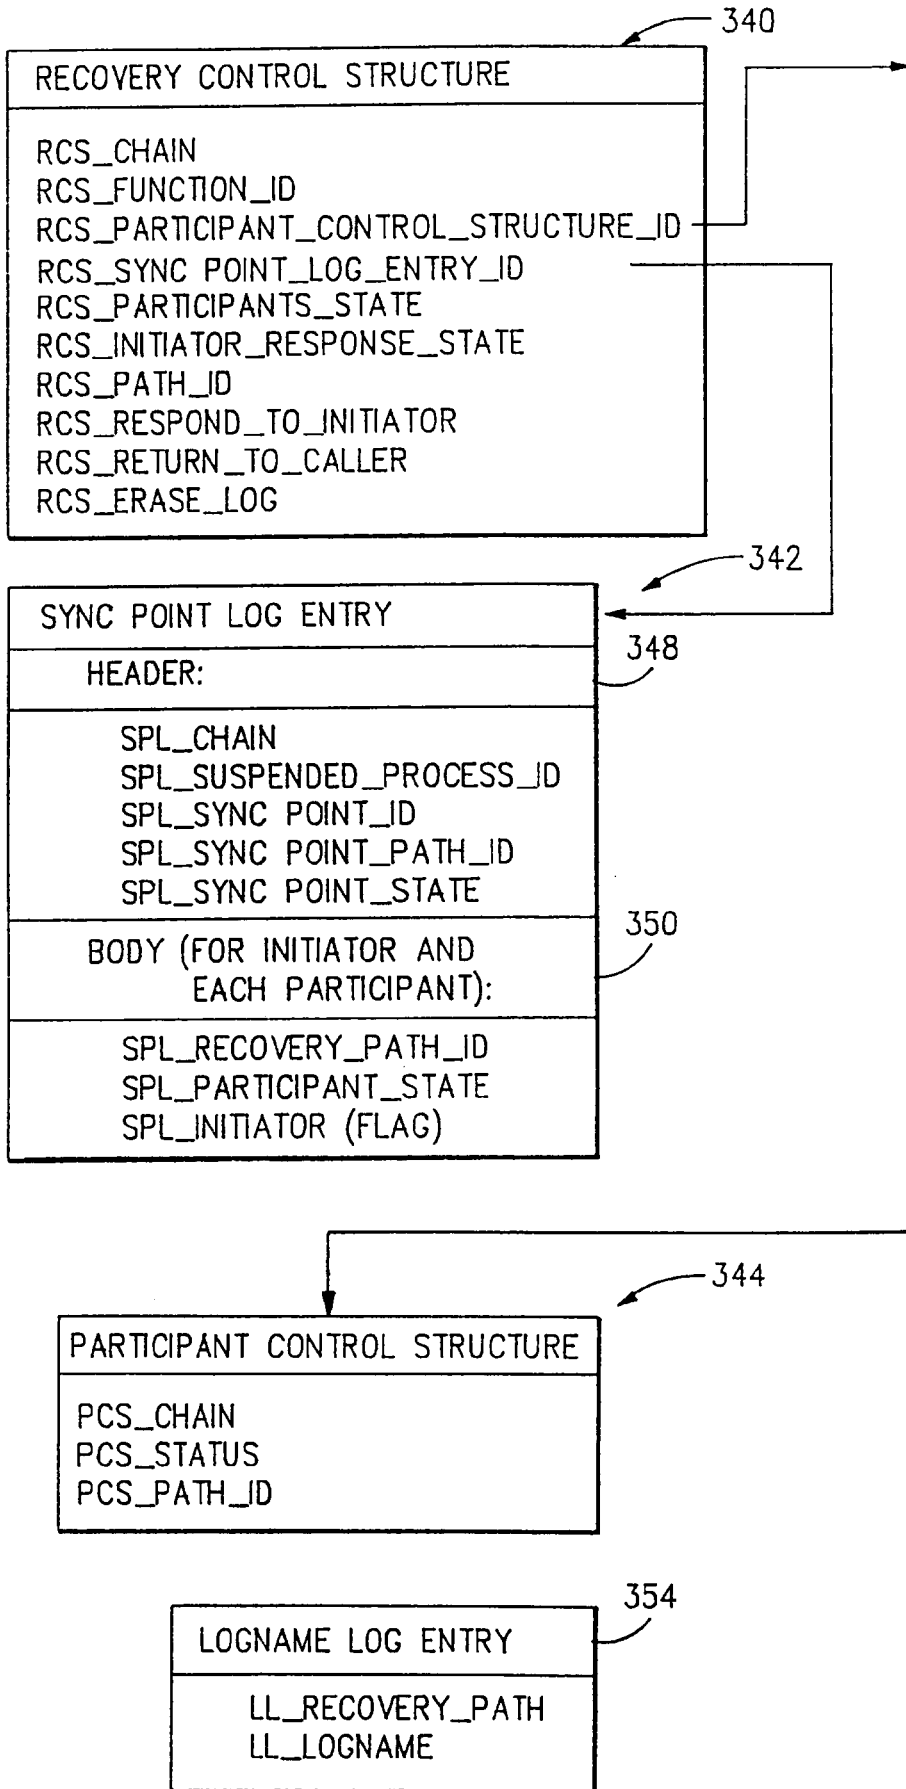 340
RECOVERY CONTROL STRUCTURE
RCS_CHAIN
RCS_FUNCTION_ID
RCS_PARTICIPANT_CONTROL_STRUCTURE_ID
RCS_SYNC POINT_LOG_ENTRY_ID
RCS_PARTICIPANTS_STATE
RCS_INITIATOR_RESPONSE_STATE
RCS_PATH_ID
RCS_RESPOND_TO_INITIATOR
RCS_RETURN_TO_CALLER
RCS_ERASE_LOG
342
SYNC POINT LOG ENTRY
348
HEADER:
SPL_CHAIN
SPL_SUSPENDED_PROCESS_ID
SPL_SYNC POINT_ID
SPL_SYNC POINT_PATH_ID
SPL_SYNC POINT_STATE
350
BODY (FOR INITIATOR AND
EACH PARTICIPANT):
SPL_RECOVERY_PATH_ID
SPL_PARTICIPANT_STATE
SPL_INITIATOR (FLAG)
344
PARTICIPANT CONTROL STRUCTURE
PCS_CHAIN
PCS_STATUS
PCS_PATH_ID
354
LOGNAME LOG ENTRY
LL_RECOVERY_PATH
LL_LOGNAME